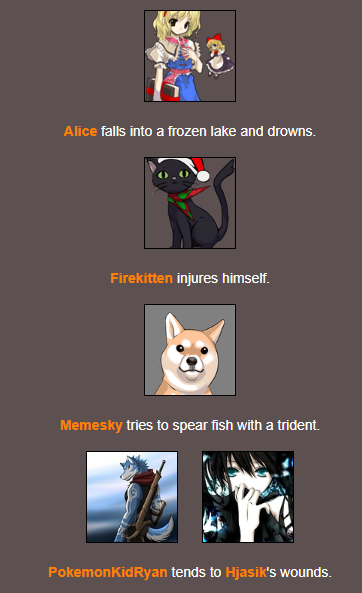 Alice falls into a frozen lake and drowns.
Firekitten injures himself.
Memesky tries to spear fish with a trident.
PokemonKidRyan tends to Hjasik's wounds.